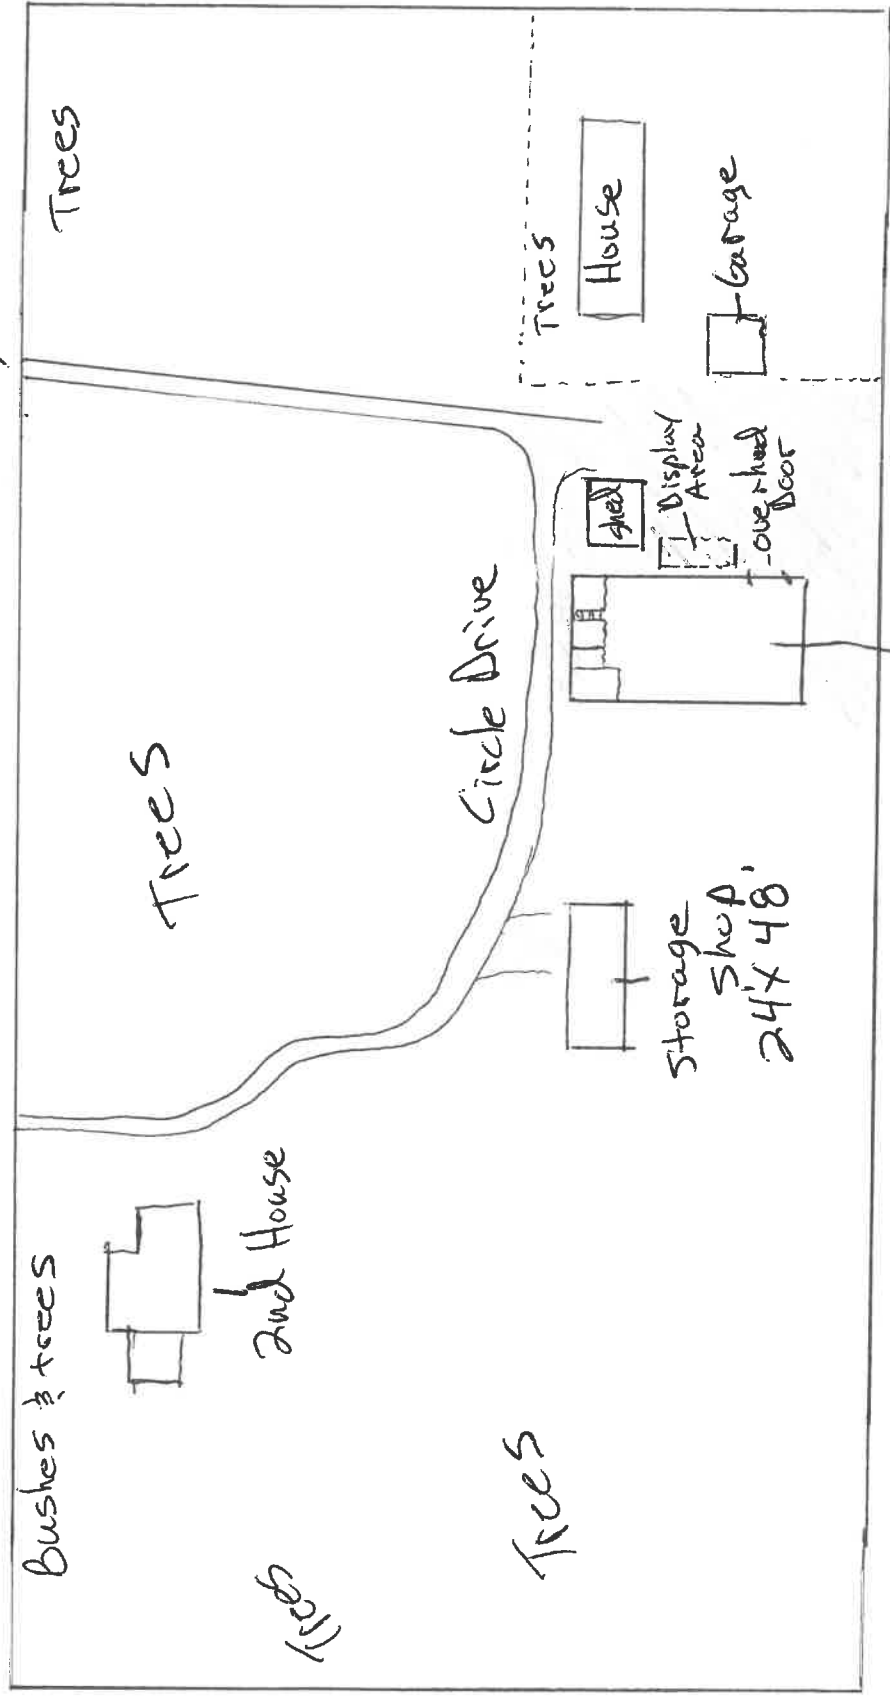 Bushes & trees
Trees
Trees
Trees
2nd House
Circle Drive
Trees
Trees
House
shed
Storage
Shop
24'x 48'
Display
Area
overhead
Door
Garage